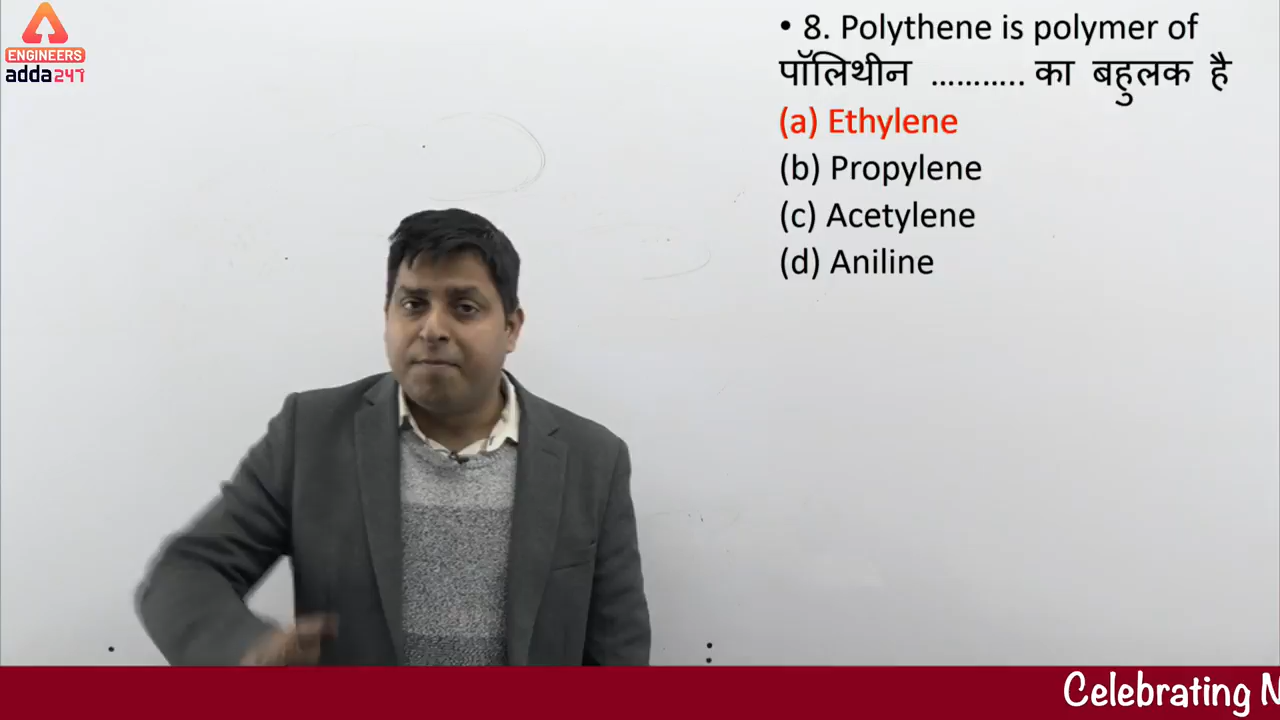 ENGINEERS
adda247
• 8. Polythene is polymer of
पॉलिथीन ……….. का बहुलक है
(a) Ethylene
(b) Propylene
(c) Acetylene
(d) Aniline
Celebrating